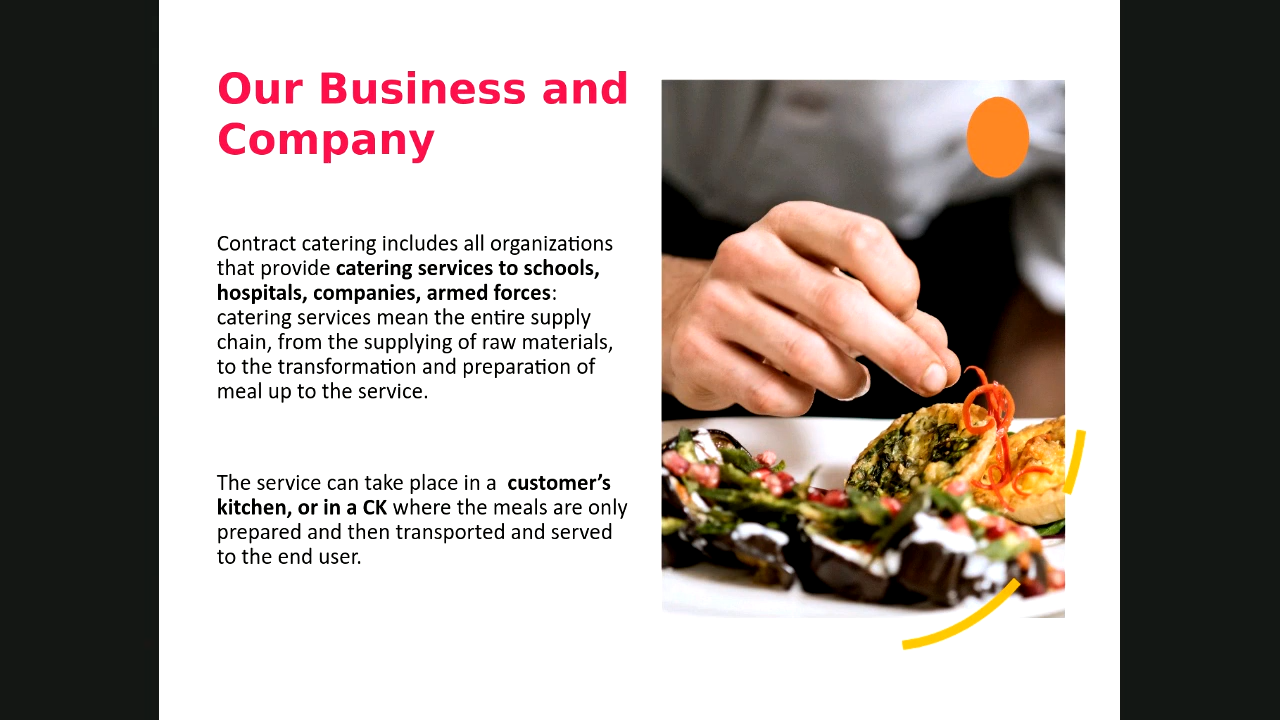 Our Business and
Company
Contract catering includes all organizations
that provide catering services to schools,
hospitals, companies, armed forces:
catering services mean the entire supply
chain, from the supplying of raw materials,
to the transformation and preparation of
meal up to the service.
The service can take place in a  customer’s
kitchen, or in a CK where the meals are only
prepared and then transported and served
to the end user.